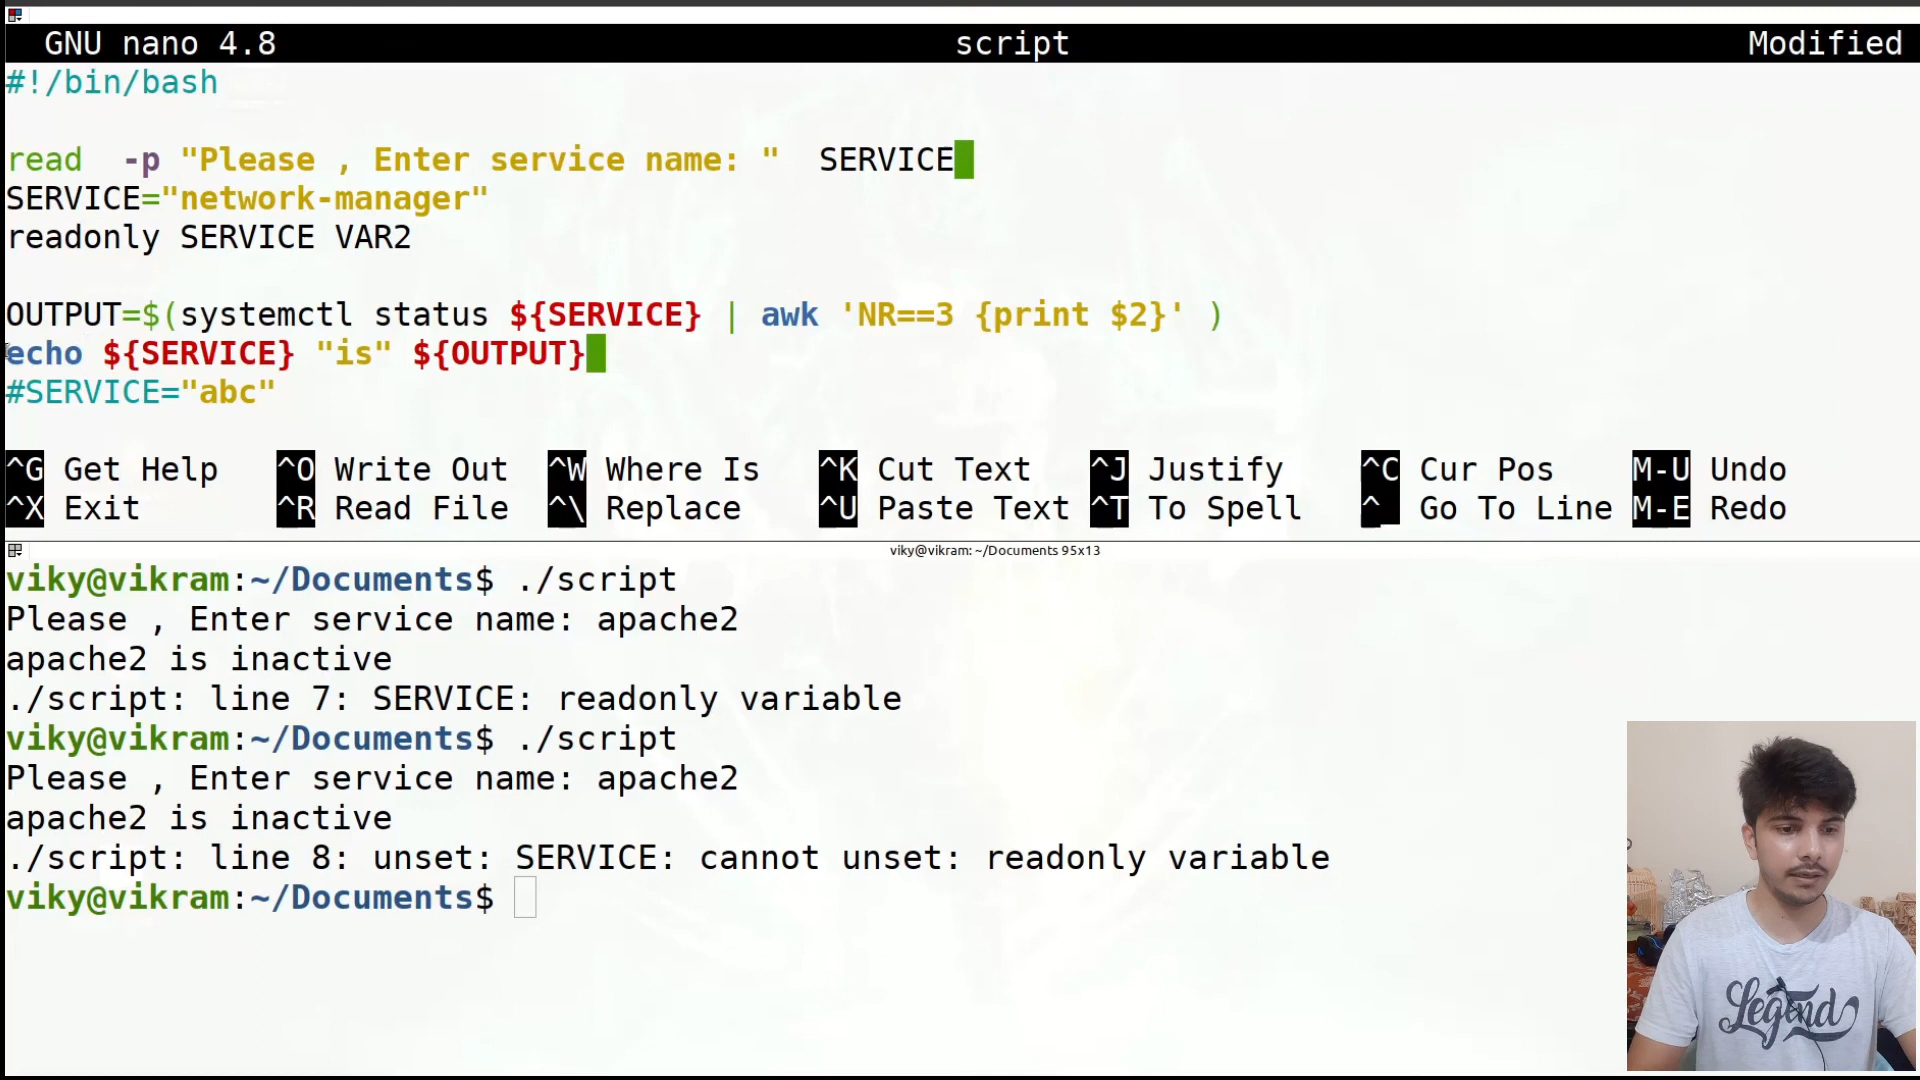 GNU nano 4.8 script Modified
#!/bin/bash
read  -p "Please , Enter service name: "  SERVICE
SERVICE="network-manager"
readonly SERVICE VAR2
OUTPUT=$(systemctl status ${SERVICE} | awk 'NR==3 {print $2}' )
echo ${SERVICE} "is" ${OUTPUT}
#SERVICE="abc"
^G Get Help ^O Write Out ^W Where Is ^K Cut Text ^J Justify ^C Cur Pos M-U Undo
^X Exit ^R Read File ^\ Replace ^U Paste Text ^T To Spell ^_ Go To Line M-E Redo
viky@vikram: ~/Documents 95x13
viky@vikram:~/Documents$ ./script
Please , Enter service name: apache2
apache2 is inactive
./script: line 7: SERVICE: readonly variable
viky@vikram:~/Documents$ ./script
Please , Enter service name: apache2
apache2 is inactive
./script: line 8: unset: SERVICE: cannot unset: readonly variable
viky@vikram:~/Documents$
Legend